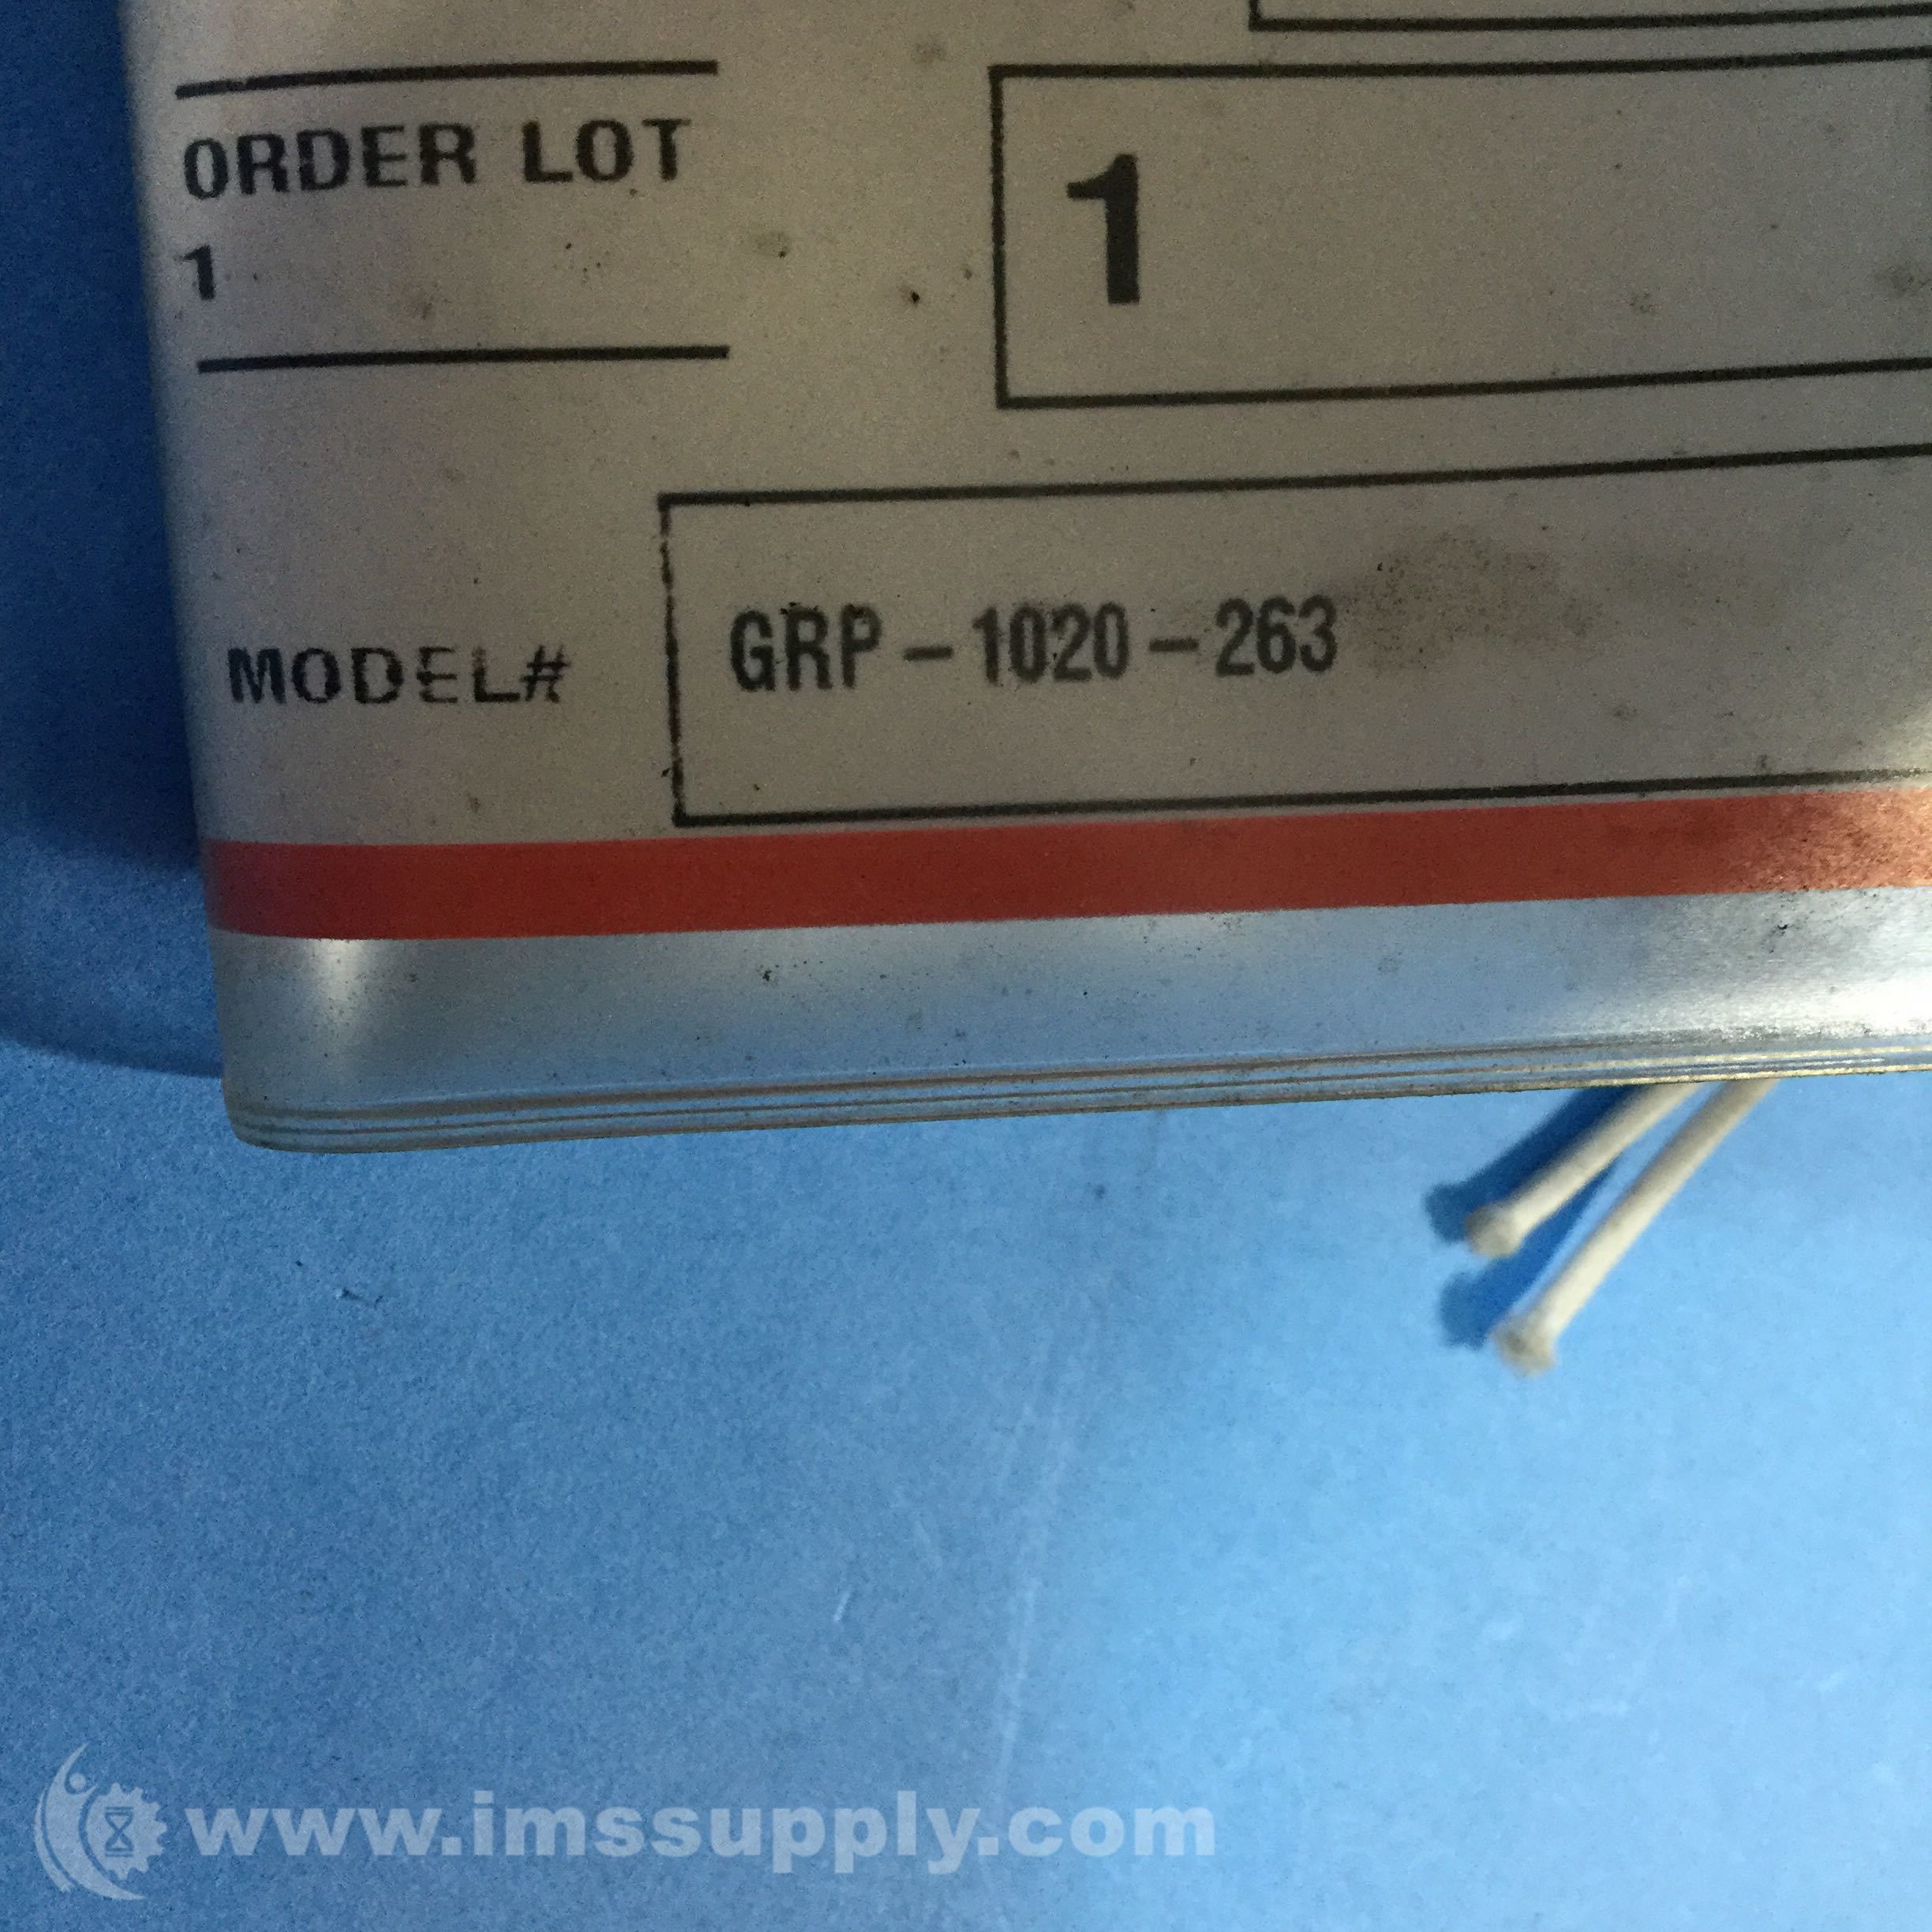 ORDER LOT
1
1
MODEL# GRP-1020-263
www.imssupply.com